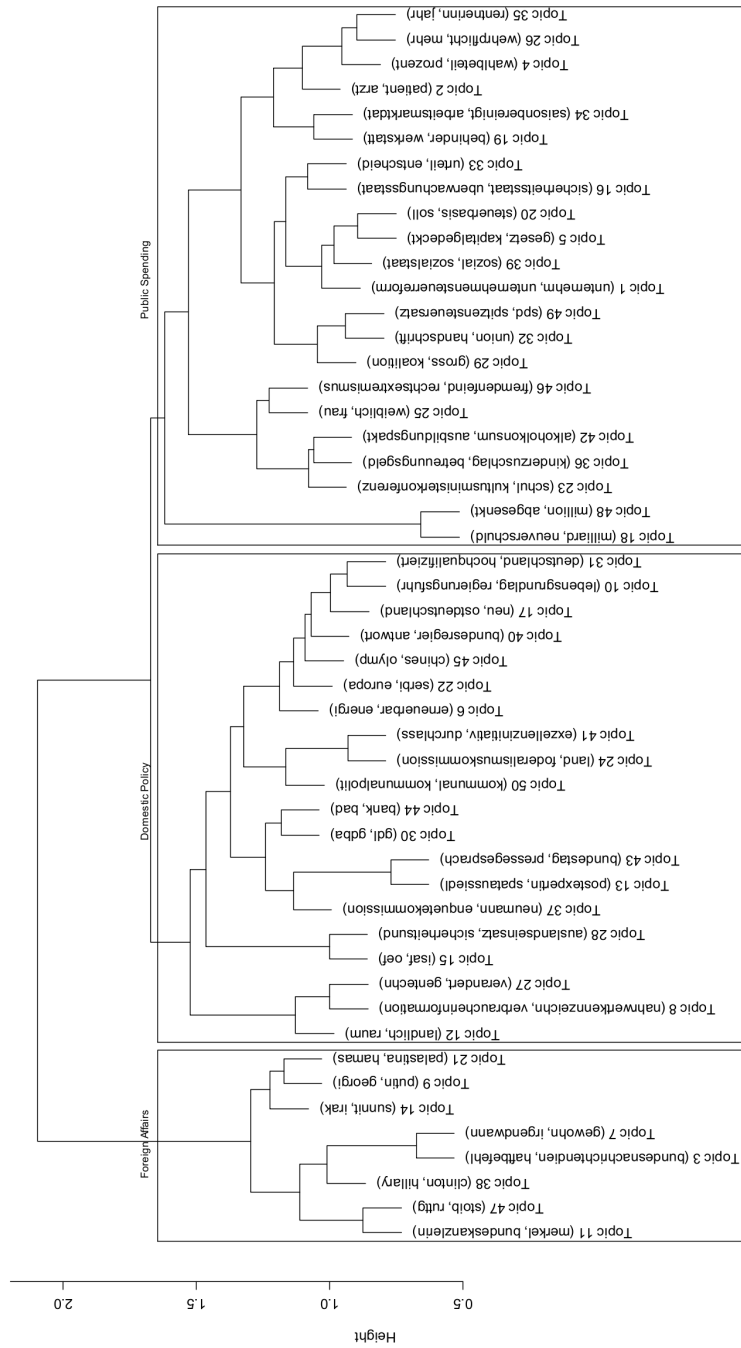 Public Spending
Topic 35 (rentnerinn, jahr)
Topic 26 (wehrpflicht, mehr)
Topic 4 (wahlbeteil, prozent)
Topic 2 (patient, arzt)
Topic 34 (saisonbereinigt, arbeitsmarktdat)
Topic 19 (behinder, werkstatt)
Topic 33 (urteil, entscheid)
Topic 16 (sicherheitsstaat, uberwachungsstaat)
Topic 20 (steuerbasis, soll)
Topic 5 (gesetz, kapitalgedeckt)
Topic 39 (sozial, sozialstaat)
Topic 1 (unternehm, unternehmensteuerreform)
Topic 49 (spd, spitzensteuersatz)
Topic 32 (union, handschrift)
Topic 29 (gross, koalition)
Topic 46 (fremdenfeind, rechtsextremismus)
Topic 25 (weiblich, frau)
Topic 42 (alkoholkonsum, ausbildungspakt)
Topic 36 (kinderzuschlag, betreuungsgeld)
Topic 23 (schul, kultusministerkonferenz)
Topic 48 (million, abgesenkt)
Topic 18 (milliard, neuverschuld)
Domestic Policy
Topic 31 (deutschland, hochqualifiziert)
Topic 10 (lebensgrundlag, regierungsfuhr)
Topic 17 (neu, ostdeutschland)
Topic 40 (bundesregier, antwort)
Topic 45 (chines, olymp)
Topic 22 (serbi, europa)
Topic 6 (erneuerbar, energi)
Topic 41 (exzellenzinitiativ, durchlass)
Topic 24 (land, foderalismuskommission)
Topic 50 (kommunal, kommunalpolit)
Topic 44 (bank, bad)
Topic 30 (gdl, gdba)
Topic 43 (bundestag, pressegesprach)
Topic 13 (postexpertin, spataussiedl)
Topic 37 (neumann, enquetekommission)
Topic 28 (auslandseinsatz, sicherheitsund)
Topic 15 (isaf, oef)
Topic 27 (verandert, gentechn)
Topic 8 (nahrwertkennzeichn, verbraucherinformation)
Topic 12 (landlich, raum)
Foreign Affairs
Topic 21 (palastina, hamas)
Topic 9 (putin, georgi)
Topic 14 (sunnit, irak)
Topic 7 (gewohn, irgendwann)
Topic 3 (bundesnachrichtendien, haftbefehl)
Topic 38 (clinton, hillary)
Topic 47 (stoib, ruttg)
Topic 11 (merkel, bundeskanzlerin)
2.0
1.5
1.0
0.5
Height